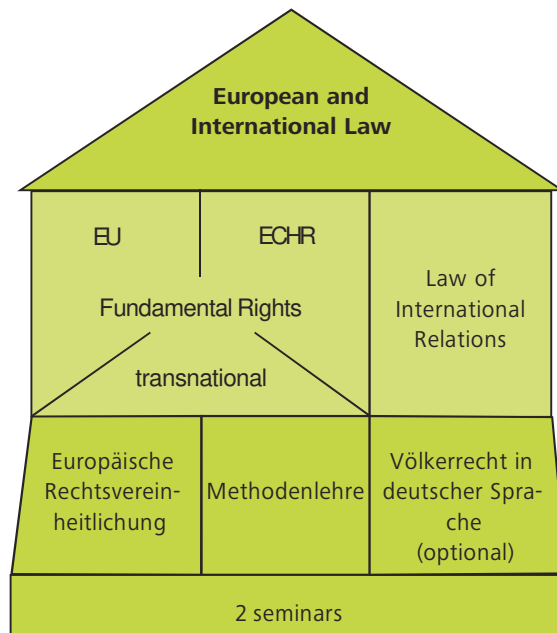 European and
International Law
EU
ECHR
Fundamental Rights
transnational
Law of
International
Relations
Europäische
Rechtsverein-
heitlichung
Methodenlehre
Völkerrecht in
deutscher Spra-
che
(optional)
2 seminars